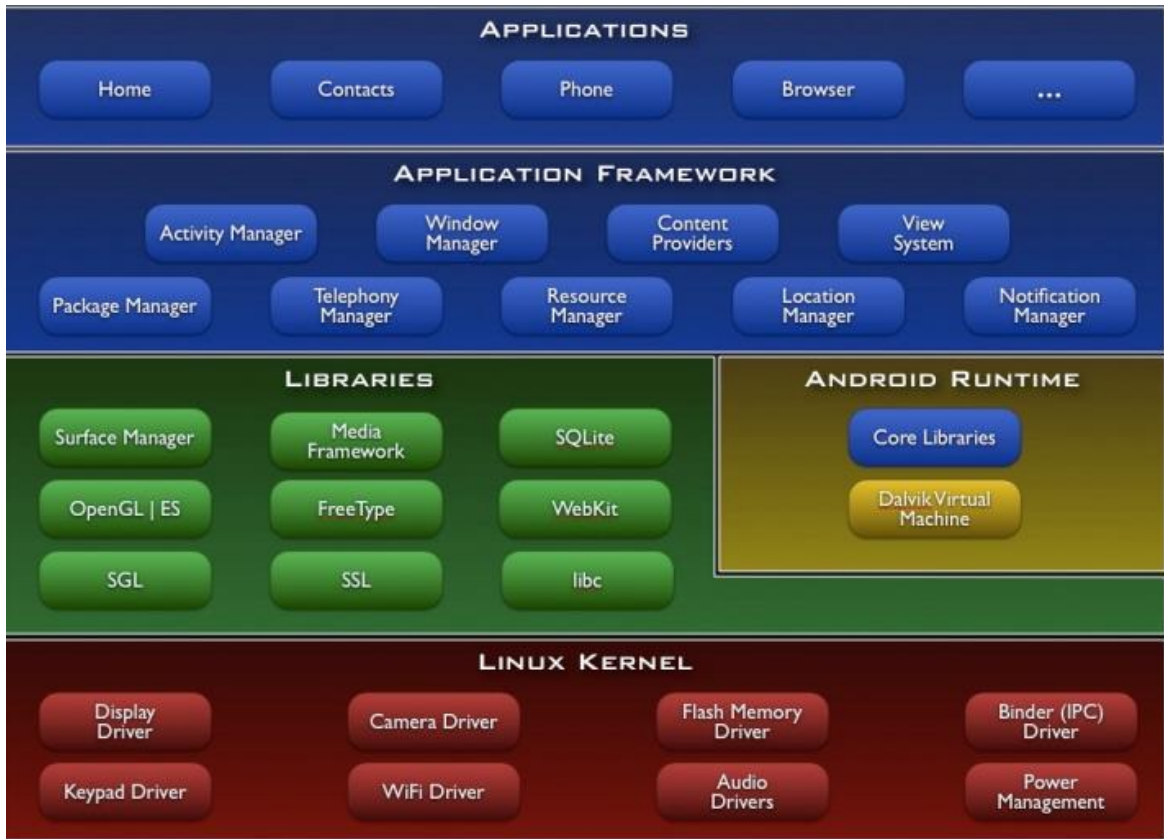 APPLICATIONS
Home
Contacts
Phone
Browser
...
APPLICATION FRAMEWORK
Activity Manager
Window
Manager
Content
Providers
View
System
Package Manager
Telephony
Manager
Resource
Manager
Location
Manager
Notification
Manager
LIBRARIES
Surface Manager
Media
Framework
SQLite
OpenGL | ES
FreeType
WebKit
SGL
SSL
libc
ANDROID RUNTIME
Core Libraries
Dalvik Virtual
Machine
LINUX KERNEL
Display
Driver
Camera Driver
Flash Memory
Driver
Binder (IPC)
Driver
Keypad Driver
WiFi Driver
Audio
Drivers
Power
Management